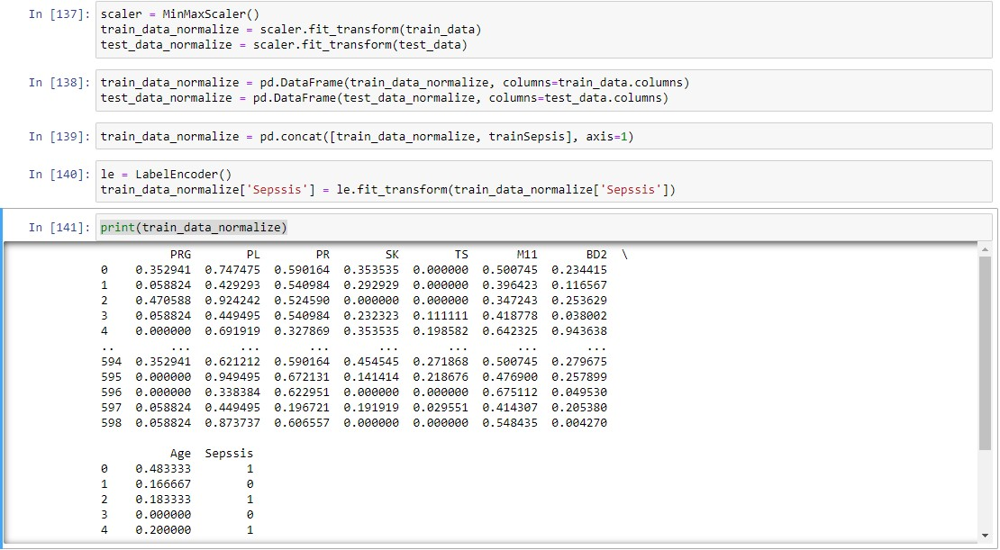 In [137]: scaler = MinMaxScaler()
train_data_normalize = scaler.fit_transform(train_data)
test_data_normalize = scaler.fit_transform(test_data)
In [138]: train_data_normalize = pd.DataFrame(train_data_normalize, columns=train_data.columns)
test_data_normalize = pd.DataFrame(test_data_normalize, columns=test_data.columns)
In [139]: train_data_normalize = pd.concat([train_data_normalize, trainSepsis], axis=1)
In [140]: le = LabelEncoder()
train_data_normalize['Sepssis'] = le.fit_transform(train_data_normalize['Sepssis'])
In [141]: print(train_data_normalize)
PRG PL PR SK TS M11 BD2 \
0 0.352941 0.747475 0.590164 0.353535 0.000000 0.500745 0.234415
1 0.058824 0.429293 0.540984 0.292929 0.000000 0.396423 0.116567
2 0.470588 0.924242 0.524590 0.000000 0.000000 0.347243 0.253629
3 0.058824 0.449495 0.540984 0.232323 0.111111 0.418778 0.038002
4 0.000000 0.691919 0.327869 0.353535 0.198582 0.642325 0.943638
.. ... ... ... ... ... ... ...
594 0.352941 0.621212 0.590164 0.454545 0.271868 0.500745 0.279675
595 0.000000 0.949495 0.672131 0.141414 0.218676 0.476900 0.257899
596 0.000000 0.338384 0.622951 0.000000 0.000000 0.675112 0.049530
597 0.058824 0.449495 0.196721 0.191919 0.029551 0.414307 0.205380
598 0.058824 0.873737 0.606557 0.000000 0.000000 0.548435 0.004270
Age Sepssis
0 0.483333 1
1 0.166667 0
2 0.183333 1
3 0.000000 0
4 0.200000 1